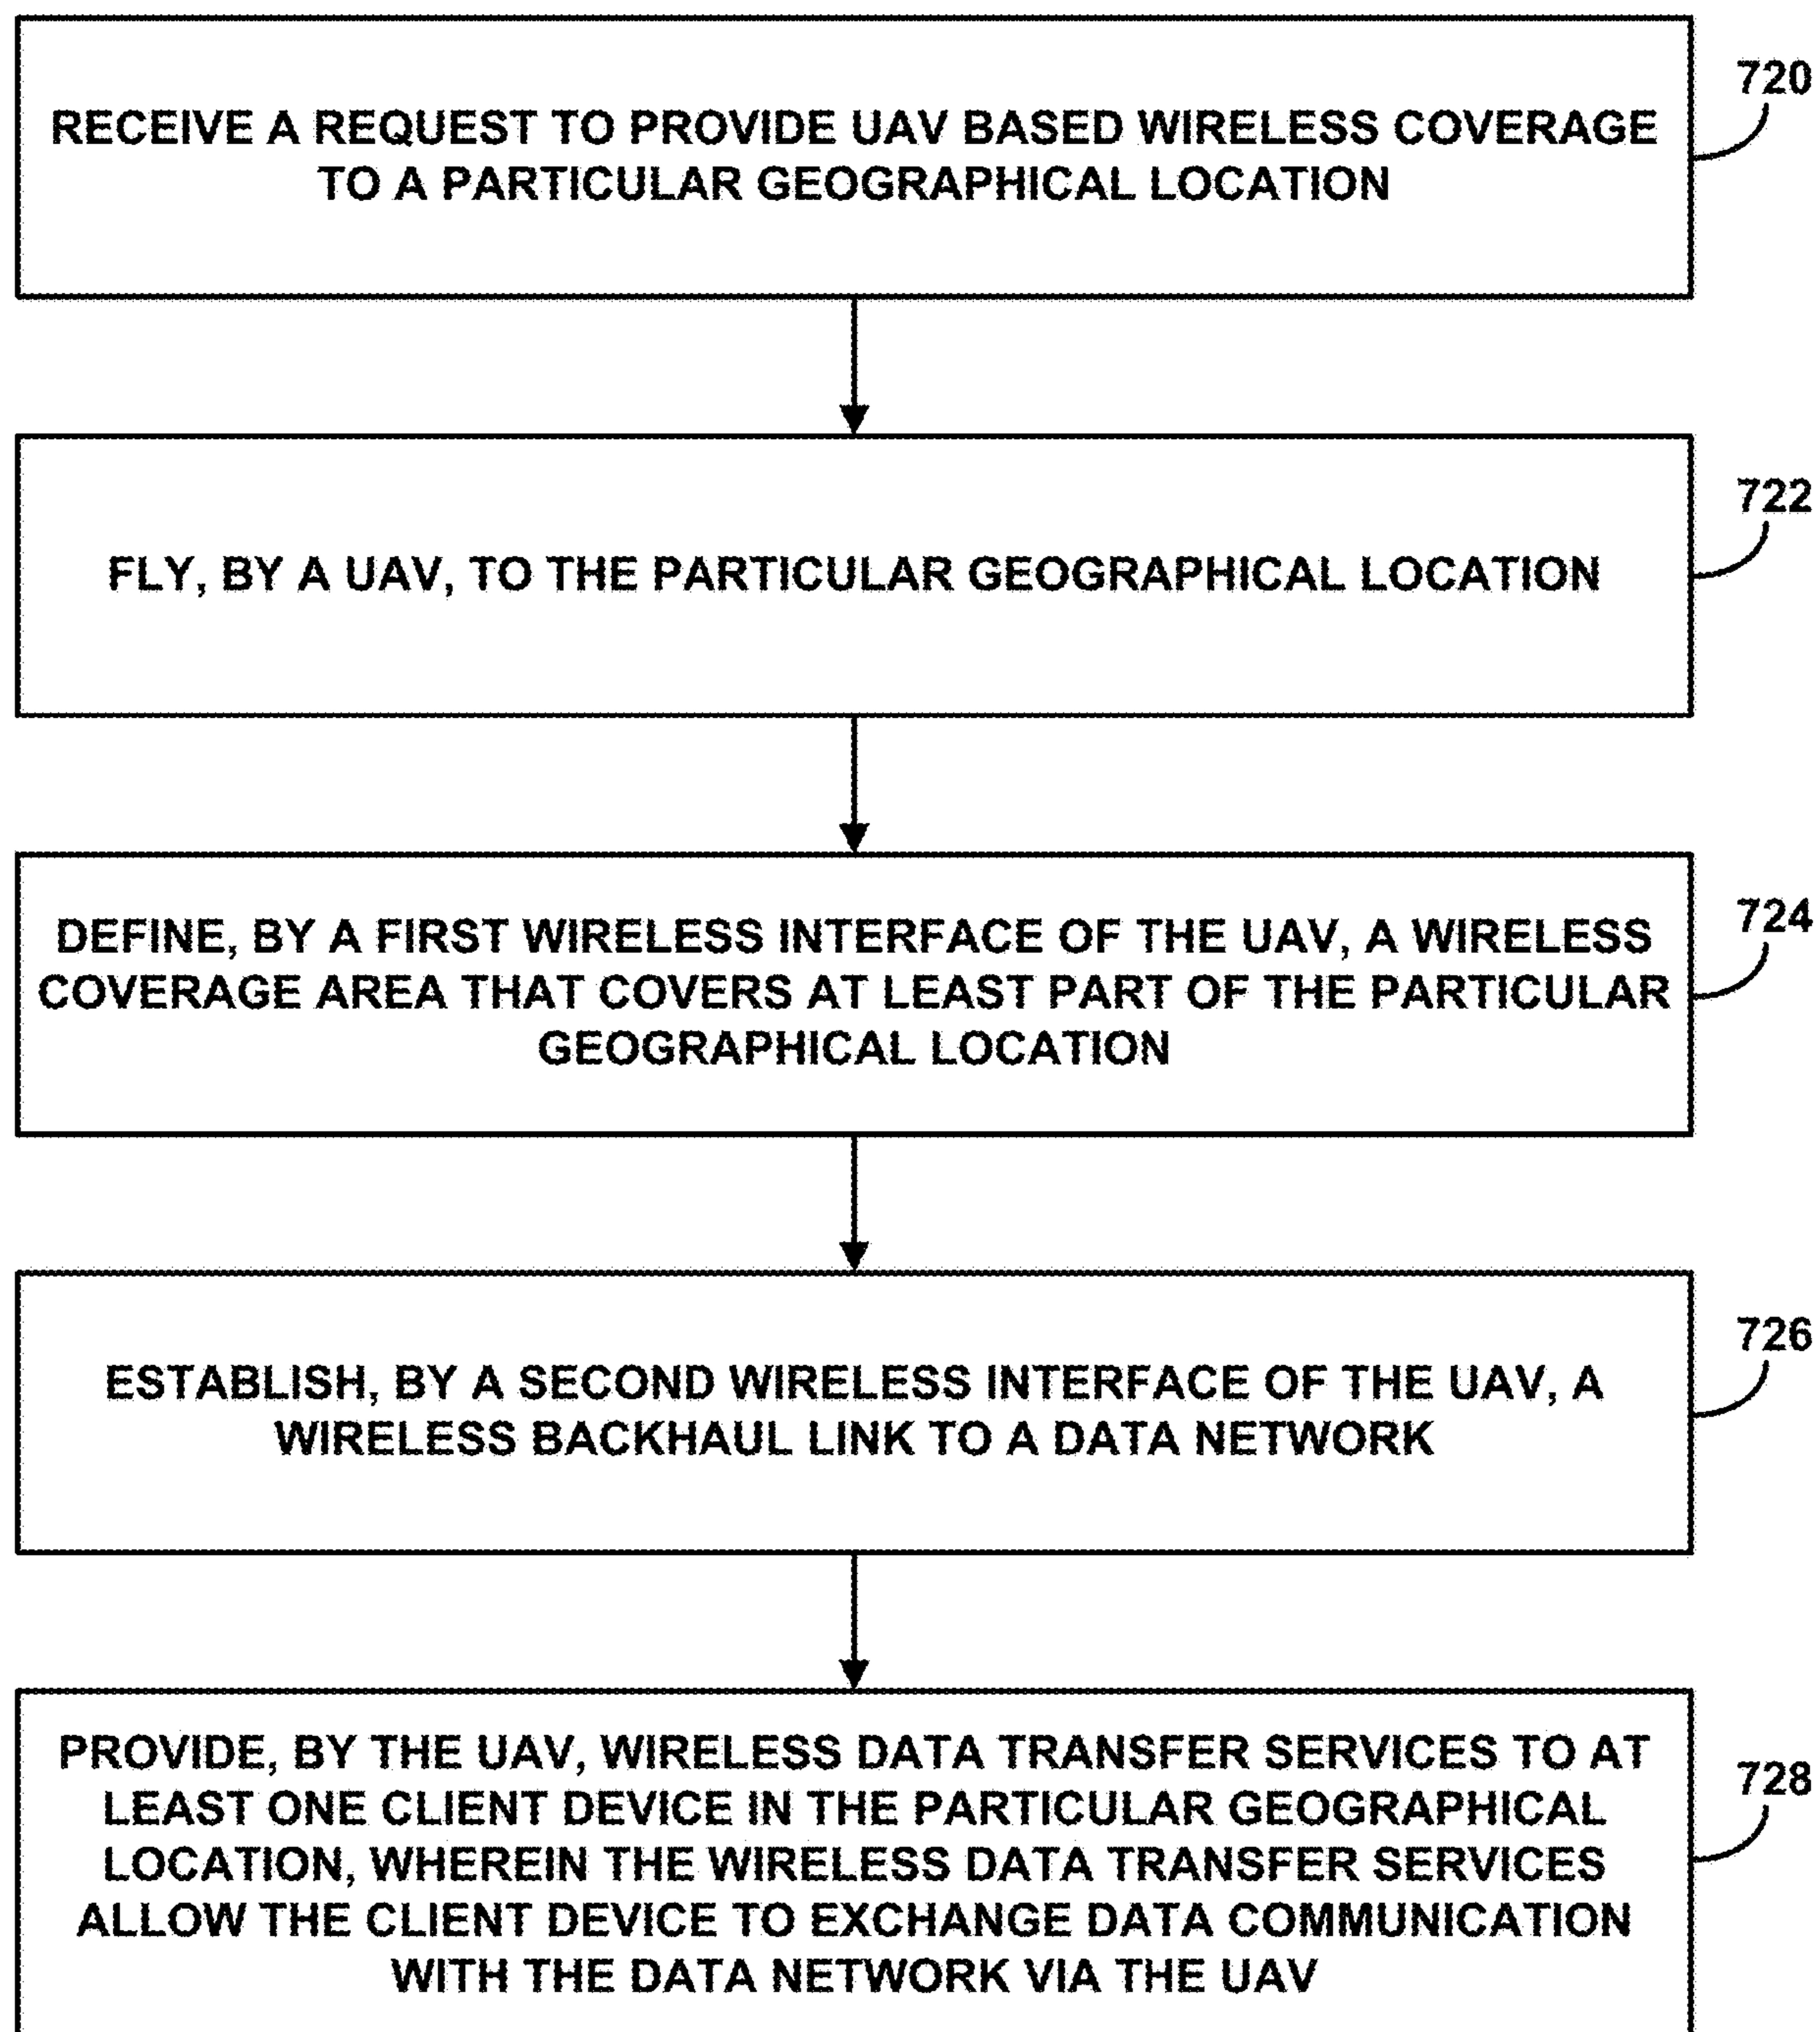 720
RECEIVE A REQUEST TO PROVIDE UAV BASED WIRELESS COVERAGE
TO A PARTICULAR GEOGRAPHICAL LOCATION
722
FLY, BY A UAV, TO THE PARTICULAR GEOGRAPHICAL LOCATION
724
DEFINE, BY A FIRST WIRELESS INTERFACE OF THE UAV, A WIRELESS
COVERAGE AREA THAT COVERS AT LEAST PART OF THE PARTICULAR
GEOGRAPHICAL LOCATION
726
ESTABLISH, BY A SECOND WIRELESS INTERFACE OF THE UAV, A
WIRELESS BACKHAUL LINK TO A DATA NETWORK
728
PROVIDE, BY THE UAV, WIRELESS DATA TRANSFER SERVICES TO AT
LEAST ONE CLIENT DEVICE IN THE PARTICULAR GEOGRAPHICAL
LOCATION, WHEREIN THE WIRELESS DATA TRANSFER SERVICES
ALLOW THE CLIENT DEVICE TO EXCHANGE DATA COMMUNICATION
WITH THE DATA NETWORK VIA THE UAV